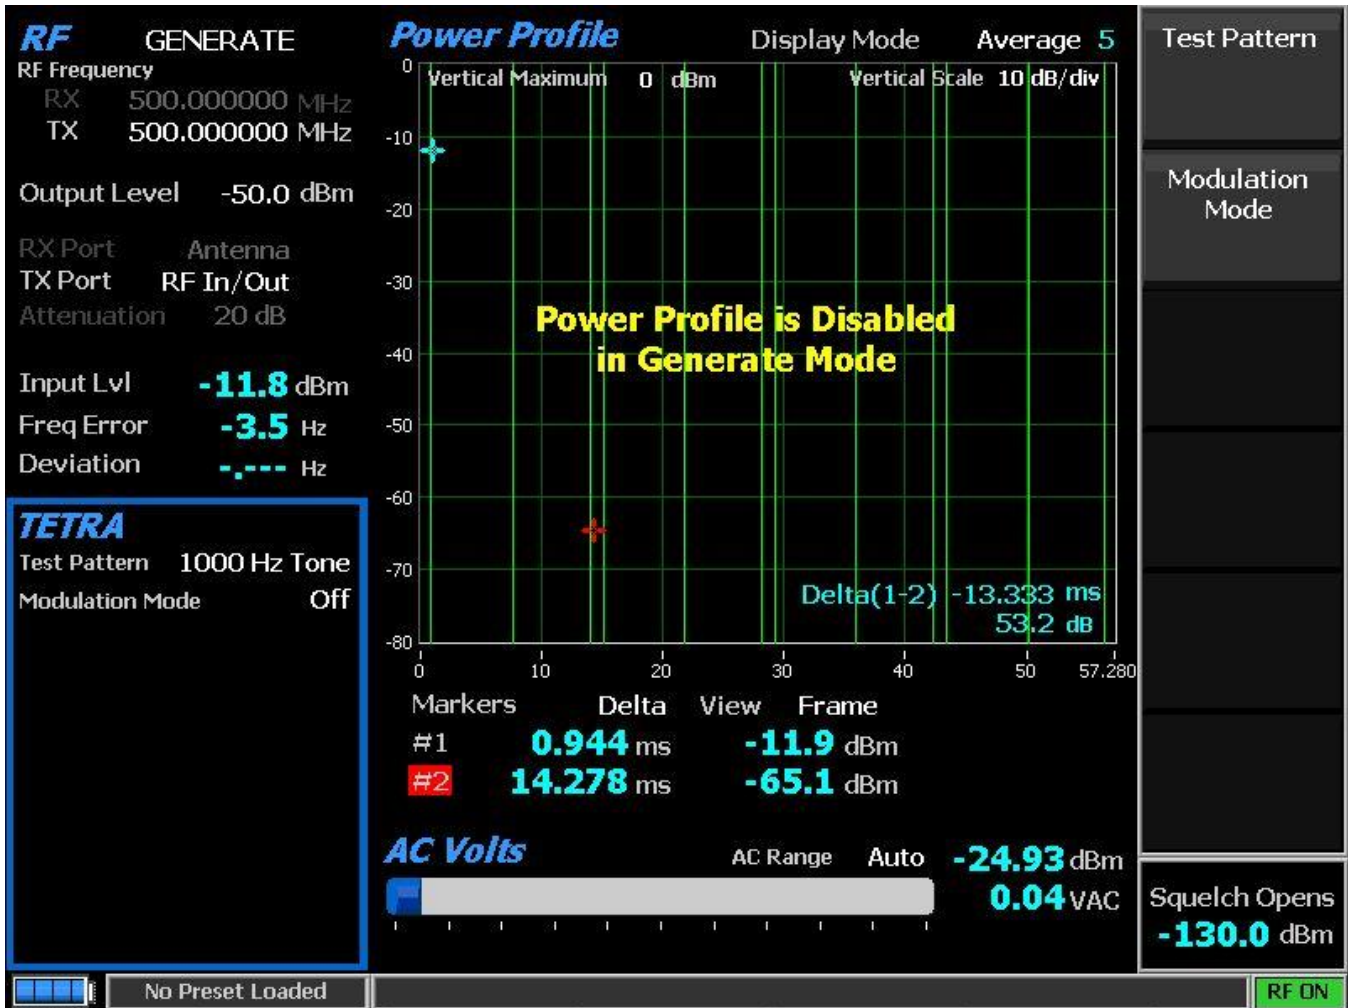 RF GENERATE
RF Frequency
RX 500.000000 MHz
TX 500.000000 MHz
Output Level -50.0 dBm
RX Port Antenna
TX Port RF In/Out
Attenuation 20 dB
Input Lvl -11.8 dBm
Freq Error -3.5 Hz
Deviation -.--- Hz
TETRA
Test Pattern 1000 Hz Tone
Modulation Mode Off
Power Profile Display Mode Average 5
Vertical Maximum 0 dBm Vertical Scale 10 dB/div
0
-10
-20
-30
-40
-50
-60
-70
-80
Power Profile is Disabled
in Generate Mode
Delta(1-2) -13.333 ms
53.2 dB
0 10 20 30 40 50 57.280
Markers Delta View Frame
#1 0.944 ms -11.9 dBm
#2 14.278 ms -65.1 dBm
AC Volts AC Range Auto -24.93 dBm
0.04 VAC
Test Pattern
Modulation
Mode
Squelch Opens
-130.0 dBm
No Preset Loaded
RF ON